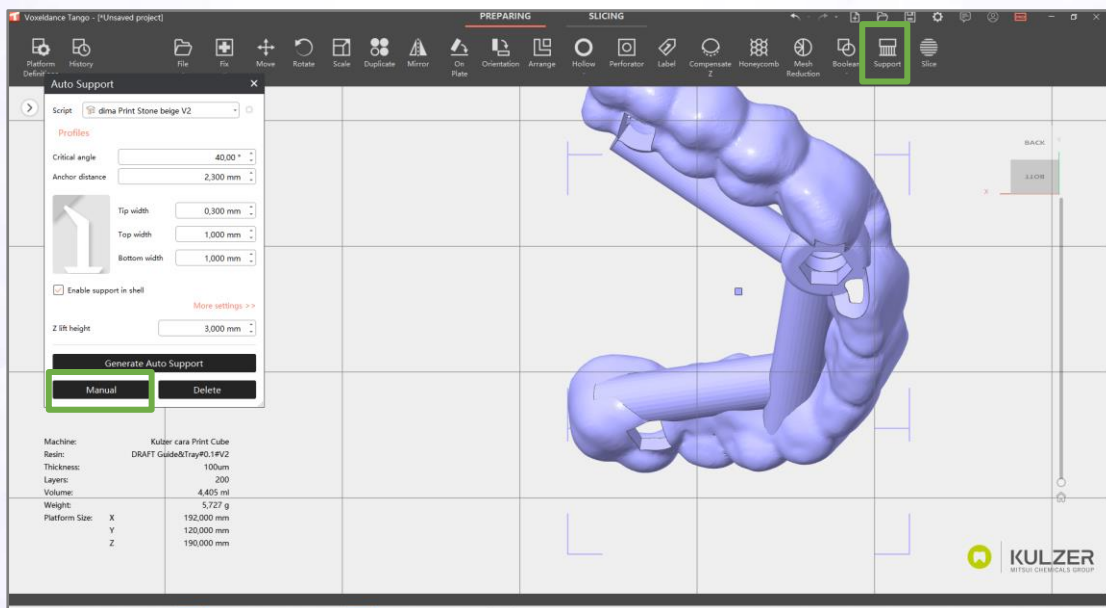 Voxeldance Tango - [*Unsaved project]
PREPARING
SLICING
Platform Definition
History
File
Fix
Move
Rotate
Scale
Duplicate
Mirror
On Plate
Orientation
Arrange
Hollow
Perforator
Label
Compensate Z
Honeycomb
Mesh Reduction
Boolean
Support
Slice
Auto Support
Script
dima Print Stone beige V2
Profiles
Critical angle 40,00 °
Anchor distance 2,300 mm
Tip width 0,300 mm
Top width 1,000 mm
Bottom width 1,000 mm
Enable support in shell
More settings >>
Z lift height 3,000 mm
Generate Auto Support
Manual
Delete
Machine: Kulzer cara Print Cube
Resin: DRAFT Guide&Tray#0.1#V2
Thickness: 100um
Layers: 200
Volume: 4,405 ml
Weight: 5,727 g
Platform Size: X 192,000 mm
Y 120,000 mm
Z 190,000 mm
BACK
BOTT
X
KULZER
MITSUI CHEMICALS GROUP